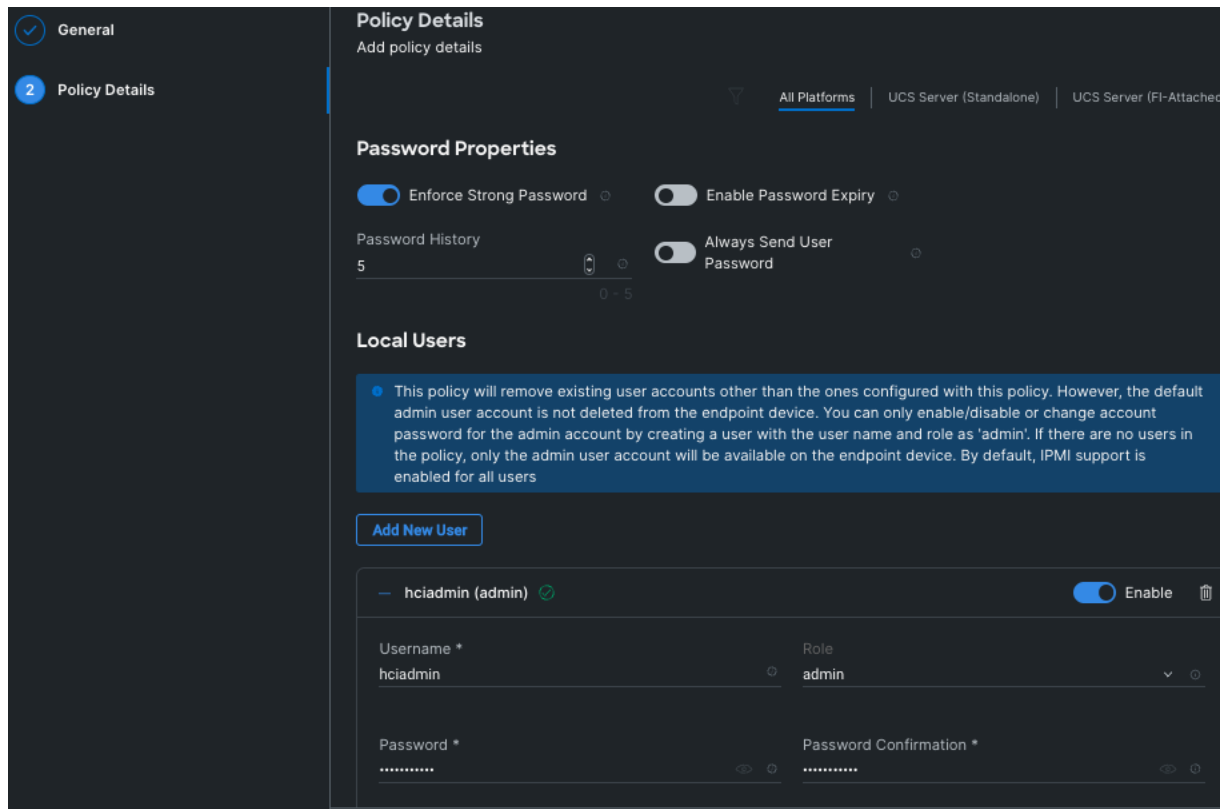 General
2
Policy Details
Policy Details
Add policy details
All Platforms
UCS Server (Standalone)
UCS Server (FI-Attached
Password Properties
Enforce Strong Password
Enable Password Expiry
Password History
5
0 - 5
Always Send User
Password
Local Users
This policy will remove existing user accounts other than the ones configured with this policy. However, the default
admin user account is not deleted from the endpoint device. You can only enable/disable or change account
password for the admin account by creating a user with the user name and role as 'admin'. If there are no users in
the policy, only the admin user account will be available on the endpoint device. By default, IPMI support is
enabled for all users
Add New User
hciadmin (admin)
Enable
Username *
hciadmin
Role
admin
Password *
•••••••••••
Password Confirmation *
•••••••••••